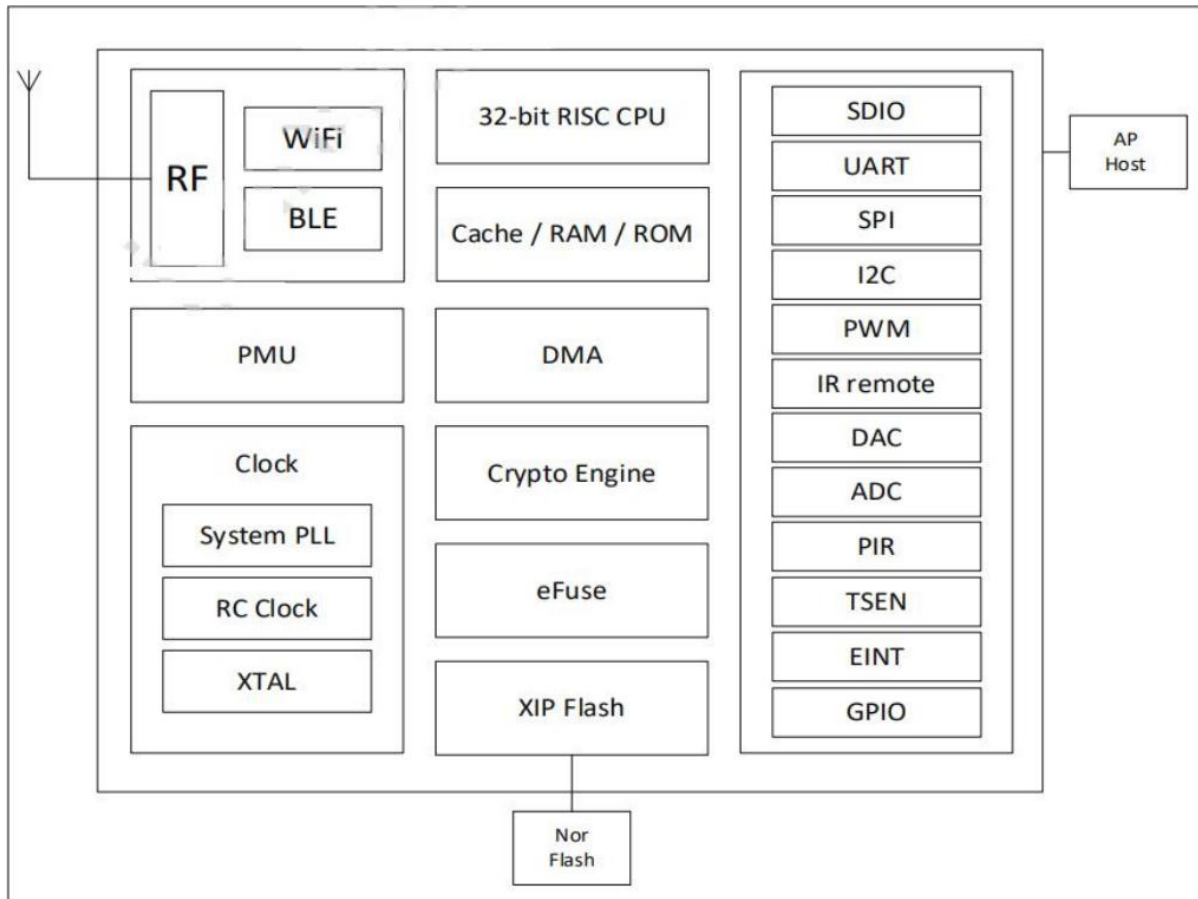 RF
WiFi
BLE
PMU
Clock
System PLL
RC Clock
XTAL
32-bit RISC CPU
Cache / RAM / ROM
DMA
Crypto Engine
eFuse
XIP Flash
SDIO
UART
SPI
I2C
PWM
IR remote
DAC
ADC
PIR
TSEN
EINT
GPIO
AP
Host
Nor
Flash